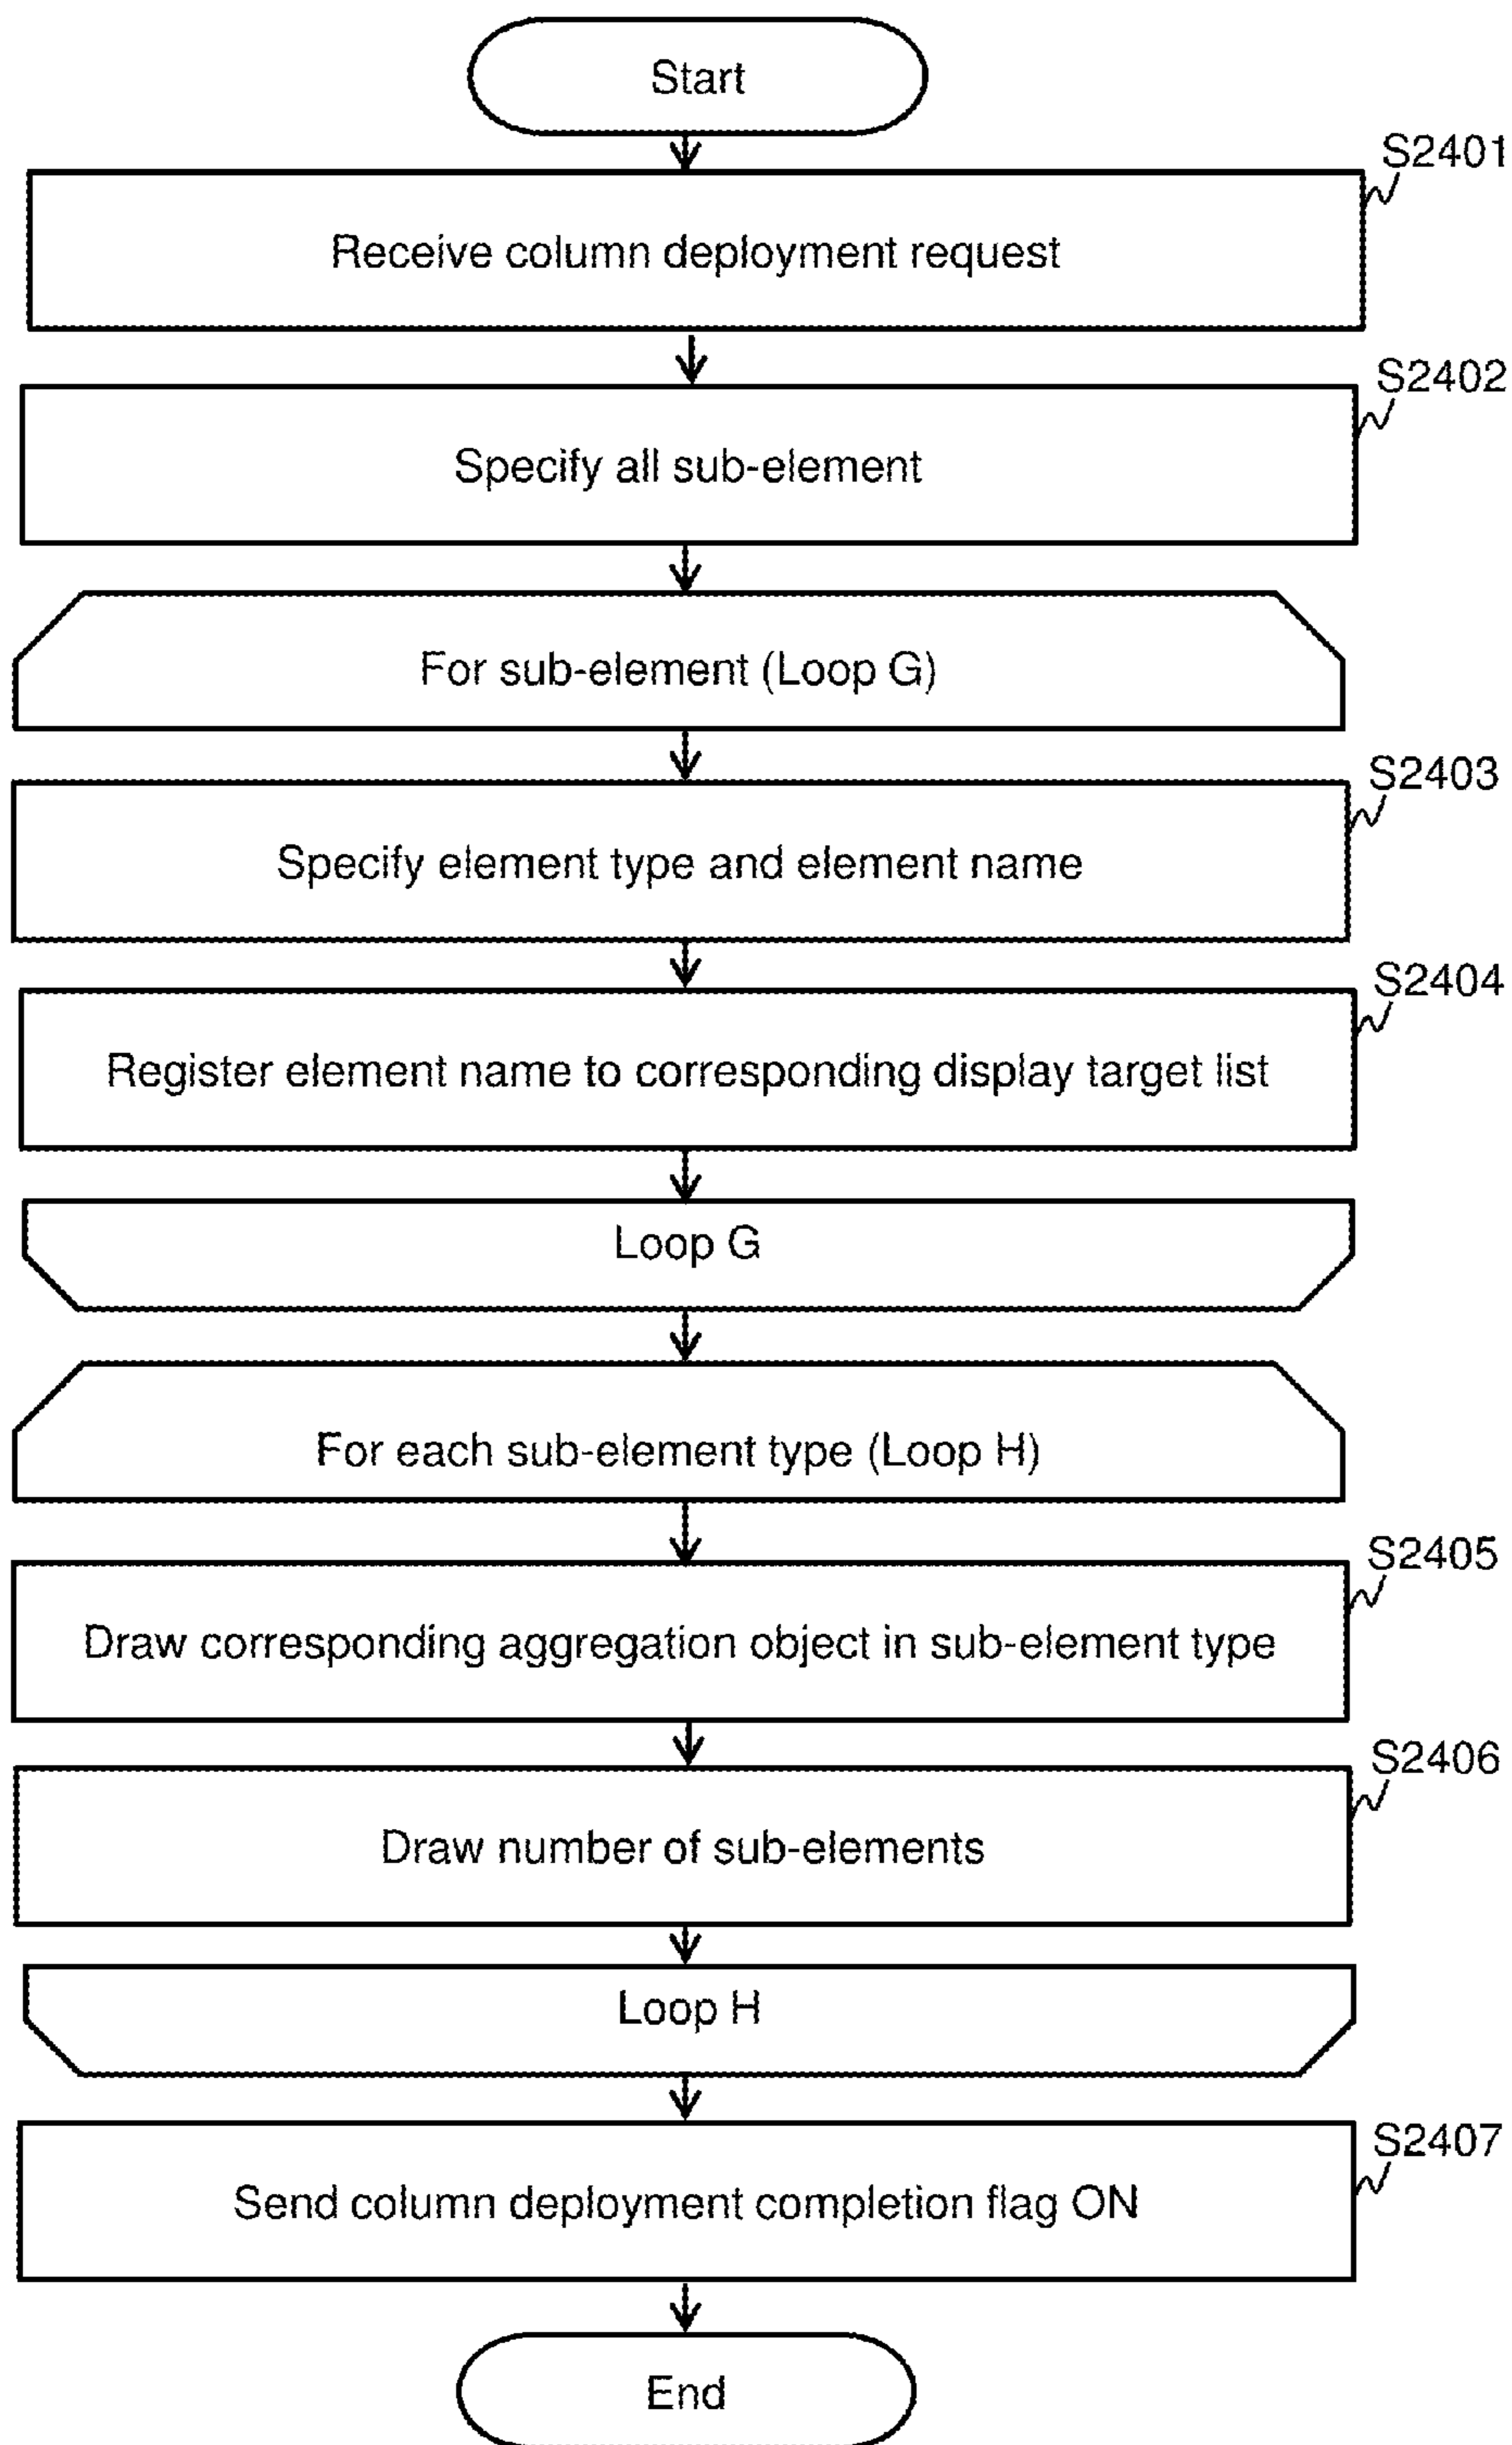 Start
S2401
Receive column deployment request
S2402
Specify all sub-element
For sub-element (Loop G)
S2403
Specify element type and element name
S2404
Register element name to corresponding display target list
Loop G
For each sub-element type (Loop H)
S2405
Draw corresponding aggregation object in sub-element type
S2406
Draw number of sub-elements
Loop H
S2407
Send column deployment completion flag ON
End